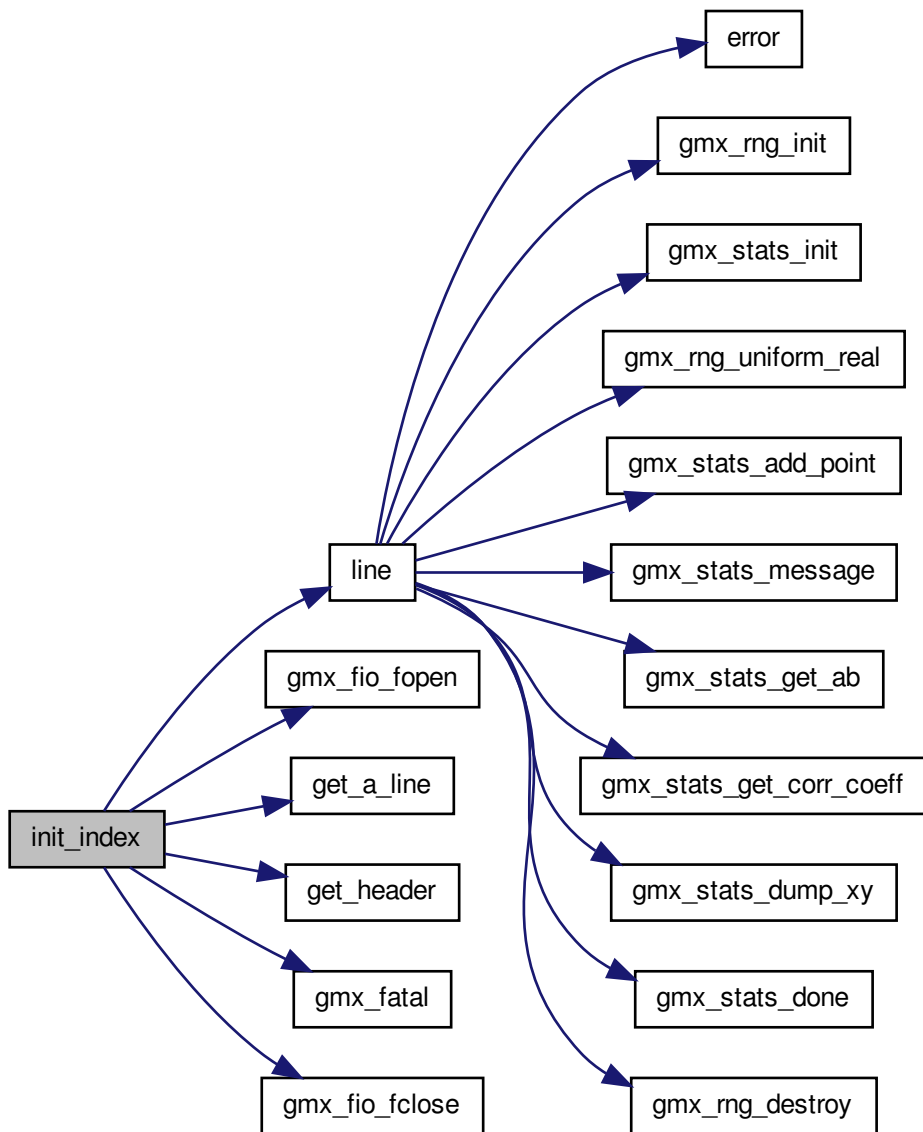 error
gmx_rng_init
gmx_stats_init
gmx_rng_uniform_real
gmx_stats_add_point
line
gmx_stats_message
gmx_fio_fopen
gmx_stats_get_ab
get_a_line
gmx_stats_get_corr_coeff
init_index
get_header
gmx_stats_dump_xy
gmx_fatal
gmx_stats_done
gmx_fio_fclose
gmx_rng_destroy